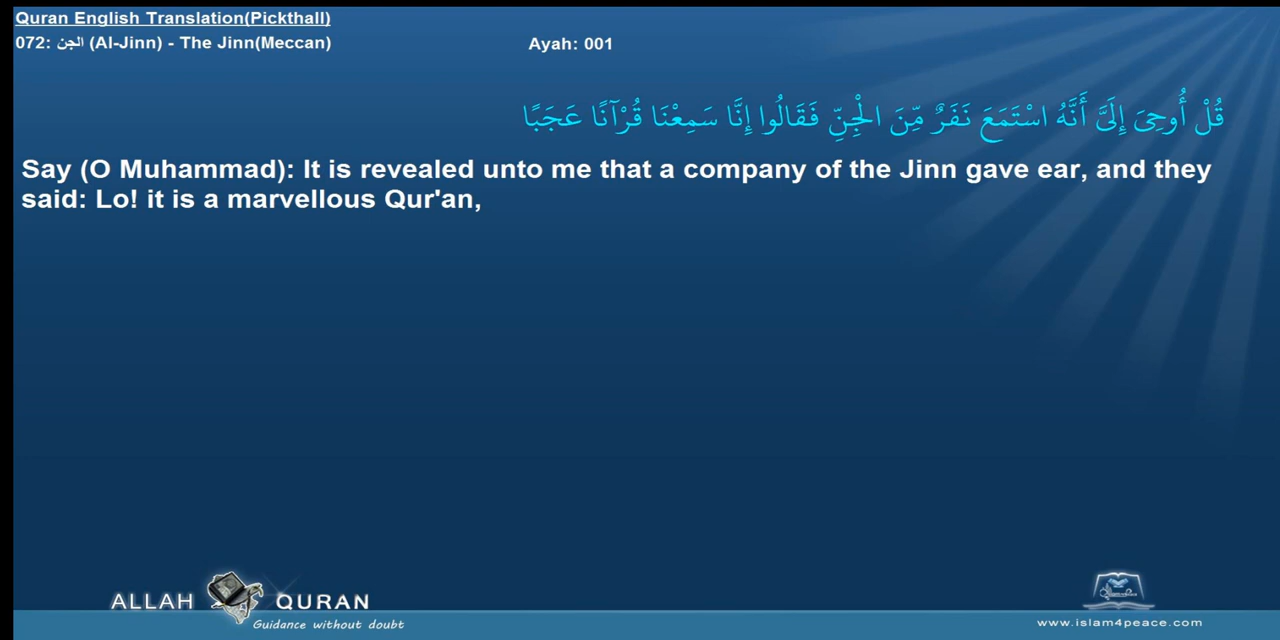 Quran English Translation(Pickthall)
072: الجن (Al-Jinn) - The Jinn(Meccan)
Ayah: 001
قُلْ أُوحِىَ إِلَىَّ أَنَّهُ اسْتَمَعَ نَفَرٌ مِّنَ الْجِنِّ فَقَالُوا إِنَّا سَمِعْنَا قُرْآنًا عَجَبًا
Say (O Muhammad): It is revealed unto me that a company of the Jinn gave ear, and they
said: Lo! it is a marvellous Qur'an,
ALLAH QURAN
Guidance without doubt
www.islam4peace.com